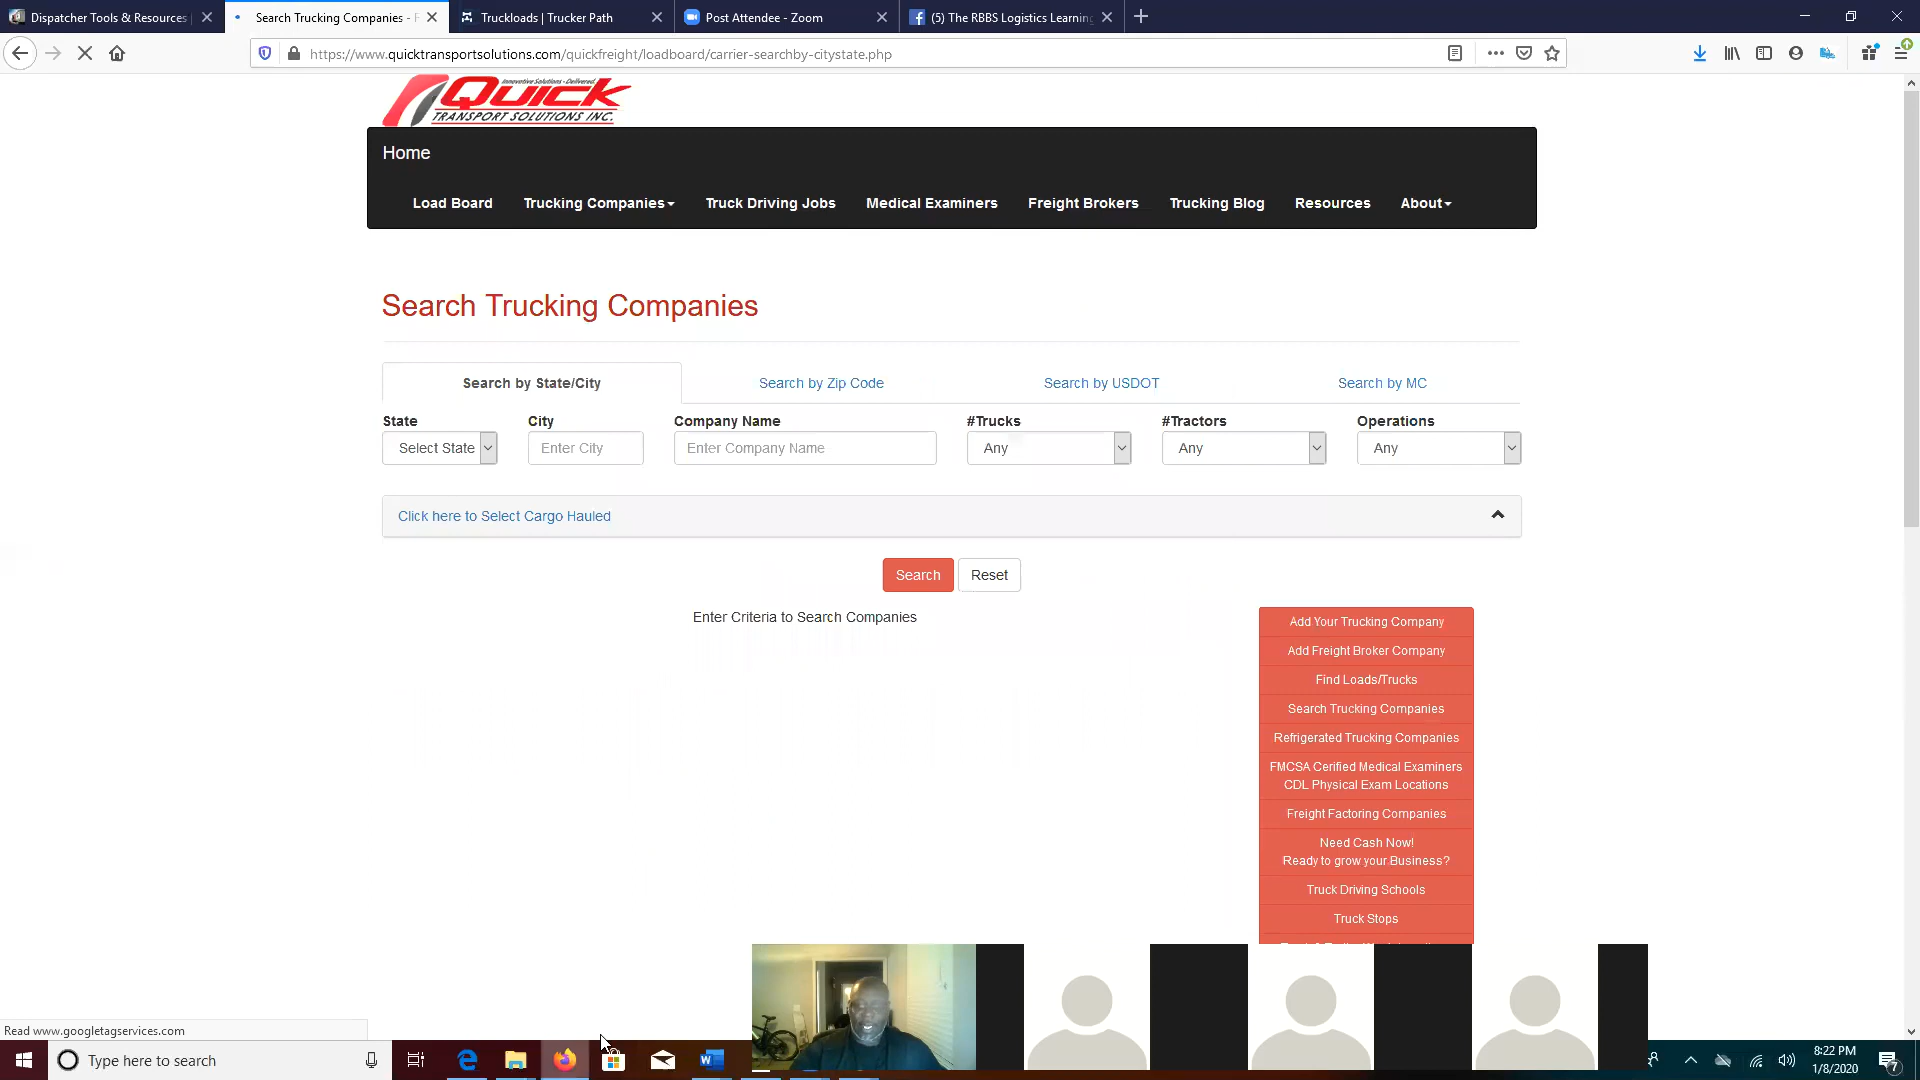 Dispatcher Tools & Resources
Search Trucking Companies - F
Truckloads | Trucker Path
Post Attendee - Zoom
(5) The RBBS Logistics Learning
https://www.quicktransportsolutions.com/quickfreight/loadboard/carrier-searchby-citystate.php
Innovative Solutions - Delivered.
Quick
TRANSPORT SOLUTIONS INC.
Home
Load Board
Trucking Companies
Truck Driving Jobs
Medical Examiners
Freight Brokers
Trucking Blog
Resources
About
Search Trucking Companies
Search by State/City
Search by Zip Code
Search by USDOT
Search by MC
State
City
Company Name
#Trucks
#Tractors
Operations
Select State
Enter City
Enter Company Name
Any
Any
Any
Click here to Select Cargo Hauled
Search
Reset
Enter Criteria to Search Companies
Add Your Trucking Company
Add Freight Broker Company
Find Loads/Trucks
Search Trucking Companies
Refrigerated Trucking Companies
FMCSA Cerified Medical Examiners
CDL Physical Exam Locations
Freight Factoring Companies
Need Cash Now!
Ready to grow your Business?
Truck Driving Schools
Truck Stops
Read www.googletagservices.com
Type here to search
8:22 PM
1/8/2020
7